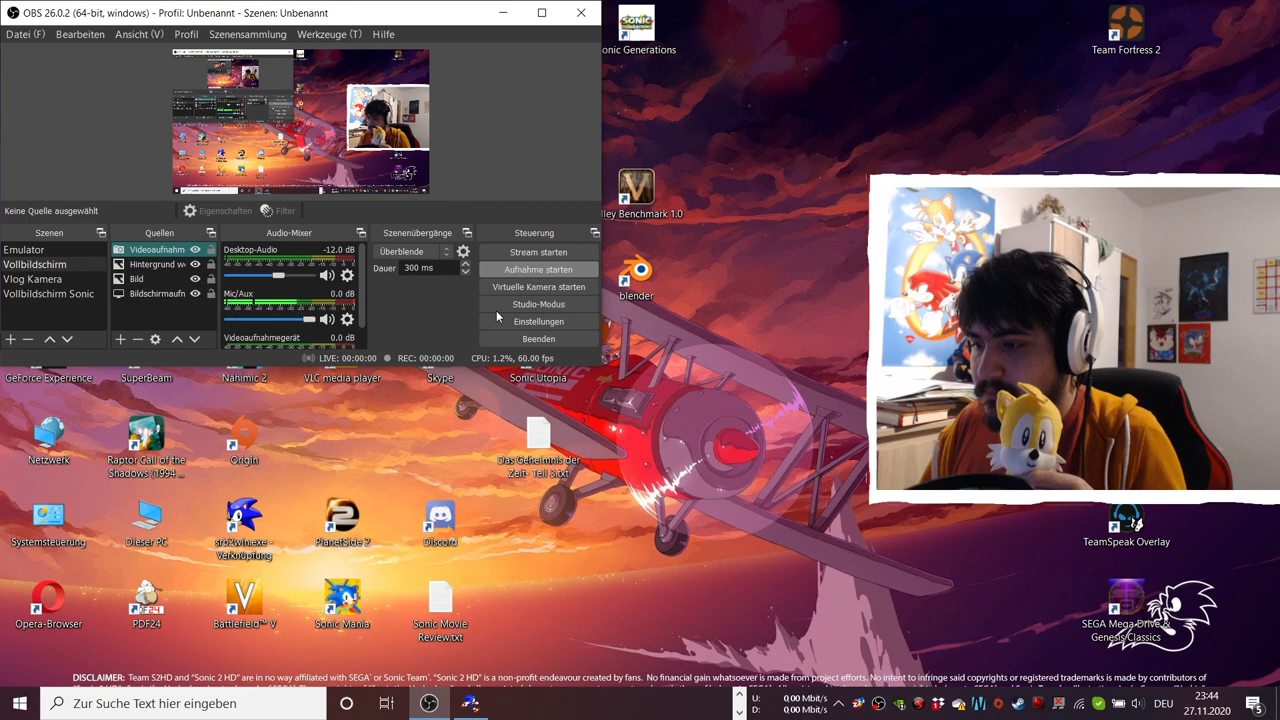 OBS 26.0.2 (64-bit, windows) - Profil: Unbenannt - Szenen: Unbenannt
Bearbeiten Ansicht (V) Profil Szenensammlung Werkzeuge (T) Hilfe
Keine Quelle ausgewählt
Eigenschaften
Filter
Szenen
Emulator
Vollbildschirm
Vlog Kamera
Vollbildschirm Sonic
Quellen
Videoaufnahm
Hintergrund w
Bild
Bildschirmaufn
Audio-Mixer
Desktop-Audio -12.0 dB
Mic/Aux 0.0 dB
Videoaufnahmegerät 0.0 dB
Szenenübergänge
Überblende
Dauer 300 ms
Steuerung
Stream starten
Aufnahme starten
Virtuelle Kamera starten
Studio-Modus
Einstellungen
Beenden
LIVE: 00:00:00 REC: 00:00:00 CPU: 1.2%, 60.00 fps
onic Generations
Team Fortress 2
lley Benchmark 1.0
blender
GeForce Experience
SuperBeam
Nahimic 2
VLC media player
Skype
Sonic Utopia
Netzwerk
Raptor Call of the
Shadows (1994 ...
Origin
Das Geheimnis der
Zeit- Teil 3.txt
Systemsteuerung
Dieser PC
srb2win.exe -
Verknüpfung
PlanetSide 2
Discord
TeamSpeak Overlay
Opera-Browser
PDF24
Battlefield™ V
Sonic Mania
Sonic Movie
Review.txt
SEGA Mega Drive &
Genesis Classics
DISCLAIMER: Team S2HD and "Sonic 2 HD" are in no way affiliated with SEGA® or Sonic Team®. "Sonic 2 HD" is a non-profit endeavour created by fans. No financial gain whatsoever is made from project efforts. No intent to infringe said copyrights or registered trademarks is made by contributors of
Zur Suche Text hier eingeben
U: 0,00 Mbit/s
D: 0,00 Mbit/s
23:44
27.11.2020
5